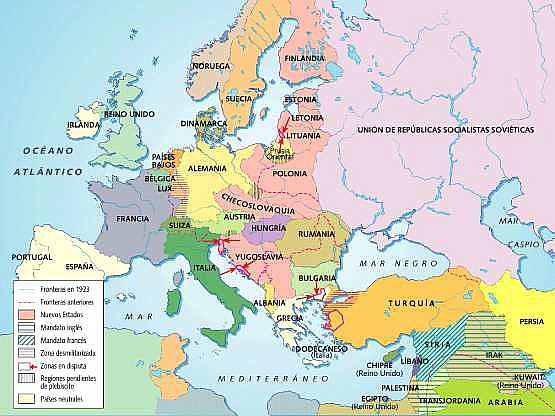 NORUEGA
FINLANDIA
SUECIA
ESTONIA
LETONIA
LITUANIA
REINO UNIDO
IRLANDA
DINAMARCA
Prusia
Oriental
UNIÓN DE REPÚBLICAS SOCIALISTAS SOVIÉTICAS
OCÉANO
ATLÁNTICO
PAÍSES
BAJOS
BÉLGICA
LUX
ALEMANIA
POLONIA
CHECOSLOVAQUIA
FRANCIA
SUIZA
AUSTRIA
HUNGRÍA
RUMANIA
MAR
CASPIO
PORTUGAL
ESPAÑA
ITALIA
YUGOSLAVIA
BULGARIA
MAR NEGRO
ALBANIA
GRECIA
TURQUÍA
PERSIA
DODECANESO
(Italia)
MAR
MEDITERRÁNEO
CHIPRE
(Reino Unido)
SIRIA
LÍBANO
IRAK
KUWAIT
(Reino Unido)
PALESTINA
EGIPTO
(Reino Unido)
TRANSJORDANIA
ARABIA
Fronteras en 1923
Fronteras anteriores
Nuevos Estados
Mandato inglés
Mandato francés
Zona desmilitarizada
Zonas en disputa
Regiones pendientes
de plebiscito
Países neutrales